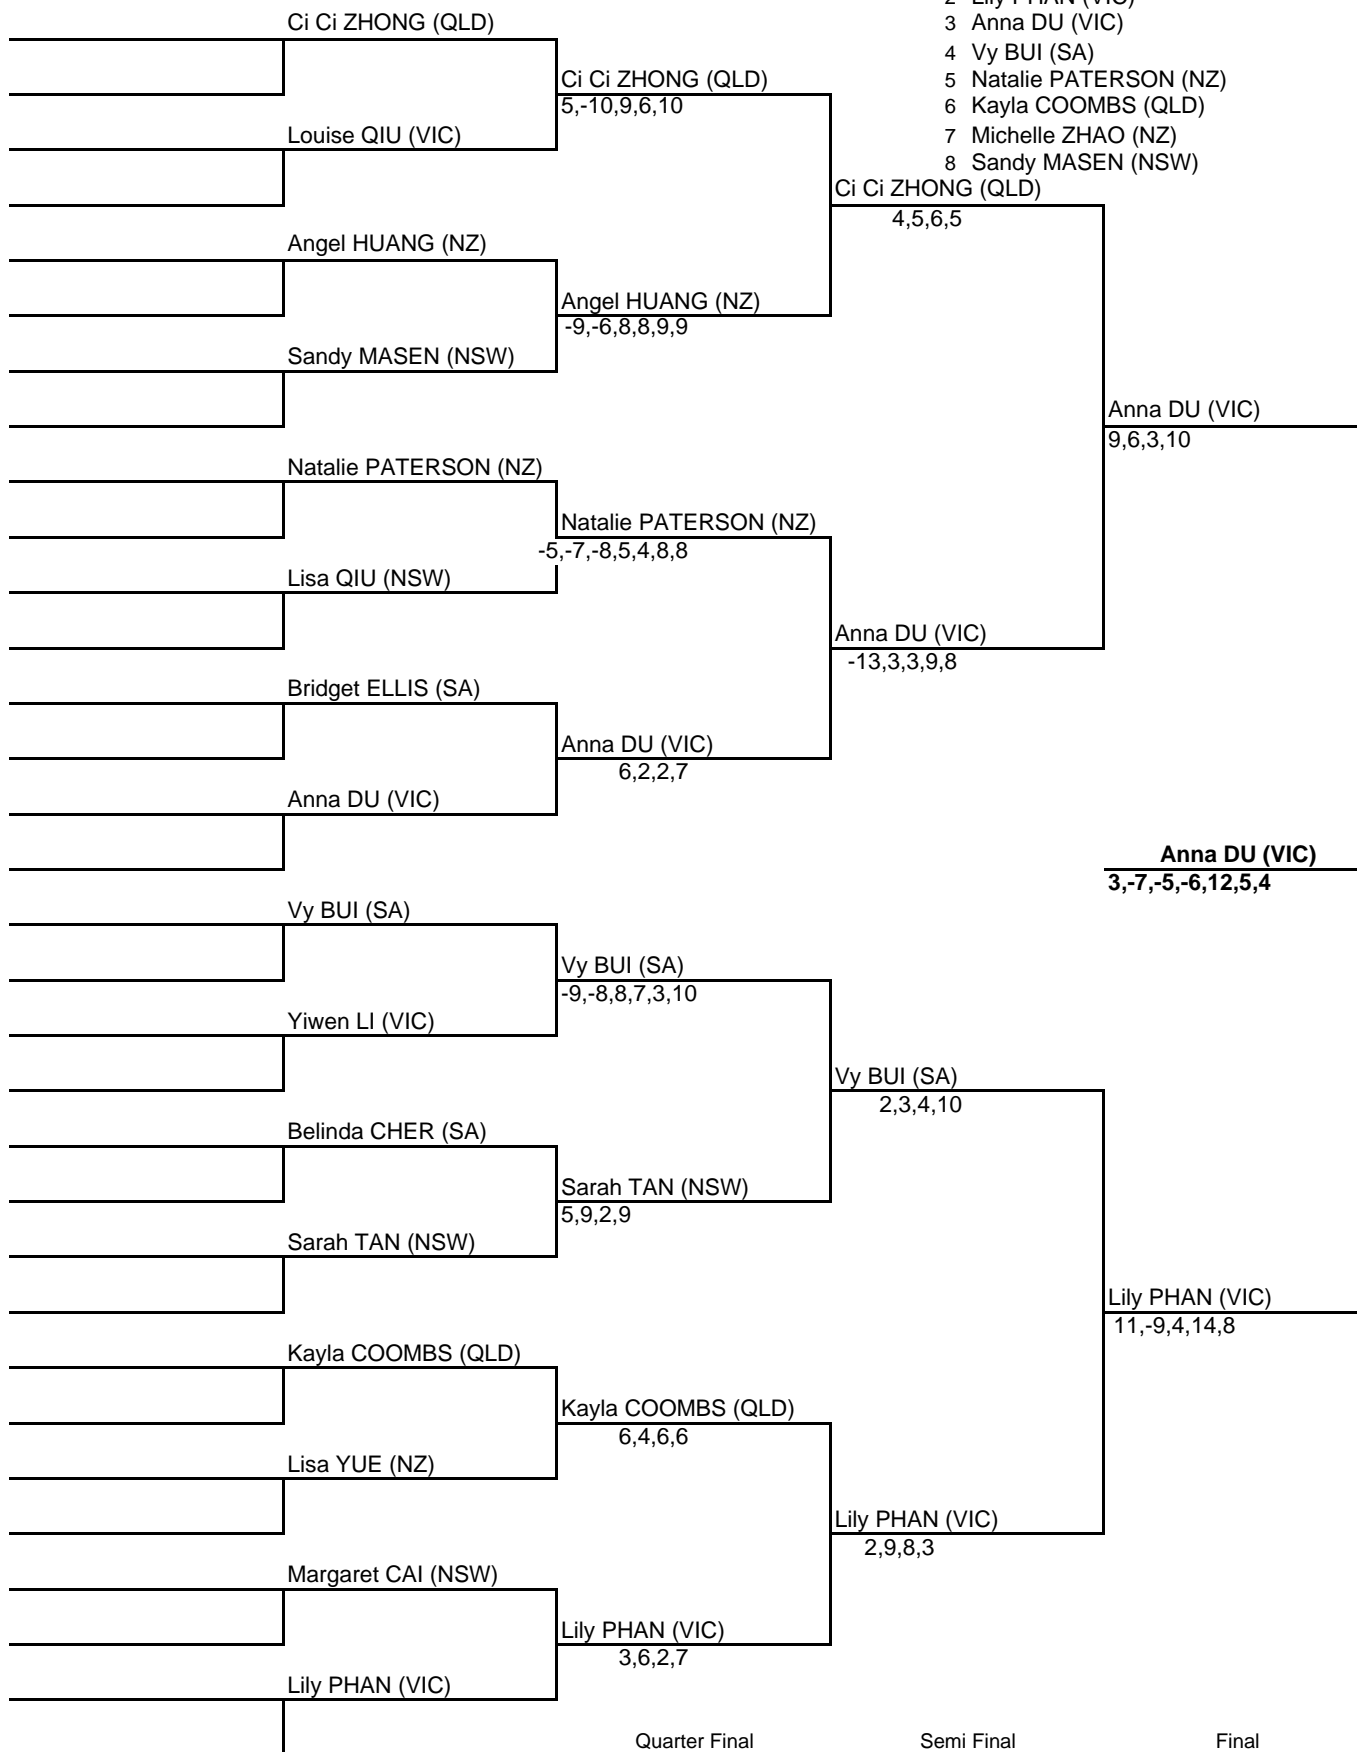 2 Lily PHAN (VIC)
Ci Ci ZHONG (QLD)
3 Anna DU (VIC)
4 Vy BUI (SA)
Ci Ci ZHONG (QLD)
5 Natalie PATERSON (NZ)
5,-10,9,6,10
6 Kayla COOMBS (QLD)
Louise QIU (VIC)
7 Michelle ZHAO (NZ)
8 Sandy MASEN (NSW)
Ci Ci ZHONG (QLD)
4,5,6,5
Angel HUANG (NZ)
Angel HUANG (NZ)
-9,-6,8,8,9,9
Sandy MASEN (NSW)
Anna DU (VIC)
9,6,3,10
Natalie PATERSON (NZ)
Natalie PATERSON (NZ)
-5,-7,-8,5,4,8,8
Lisa QIU (NSW)
Anna DU (VIC)
-13,3,3,9,8
Bridget ELLIS (SA)
Anna DU (VIC)
6,2,2,7
Anna DU (VIC)
Anna DU (VIC)
3,-7,-5,-6,12,5,4
Vy BUI (SA)
Vy BUI (SA)
-9,-8,8,7,3,10
Yiwen LI (VIC)
Vy BUI (SA)
2,3,4,10
Belinda CHER (SA)
Sarah TAN (NSW)
5,9,2,9
Sarah TAN (NSW)
Lily PHAN (VIC)
11,-9,4,14,8
Kayla COOMBS (QLD)
Kayla COOMBS (QLD)
6,4,6,6
Lisa YUE (NZ)
Lily PHAN (VIC)
2,9,8,3
Margaret CAI (NSW)
Lily PHAN (VIC)
3,6,2,7
Lily PHAN (VIC)
Quarter Final Semi Final Final